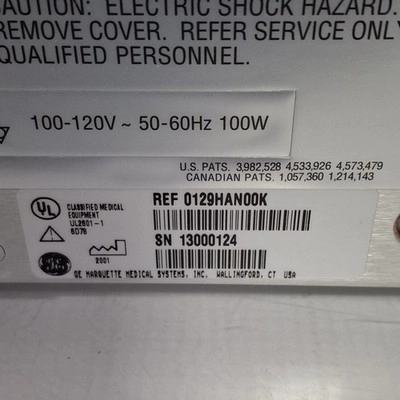 CAUTION: ELECTRIC SHOCK HAZARD.
REMOVE COVER. REFER SERVICE ONLY
QUALIFIED PERSONNEL.
100-120V ~ 50-60Hz 100W
U.S. PATS. 3,982,528 4,533,926 4,573,479
CANADIAN PATS. 1,057,360 1,214,143
UL
CLASSIFIED MEDICAL
EQUIPMENT
UL2601-1
6D78
2001
REF 0129HAN00K
SN 13000124
GE
GE MARQUETTE MEDICAL SYSTEMS, INC. WALLINGFORD, CT USA